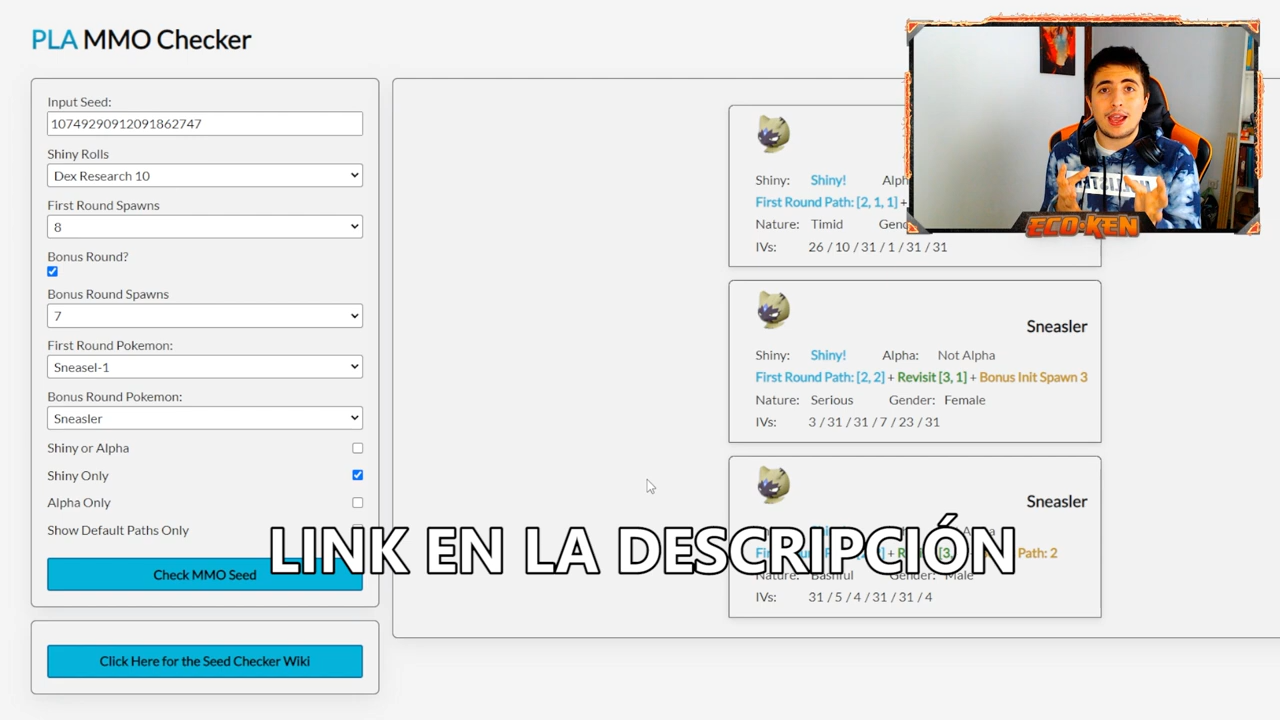 PLA MMO Checker
Input Seed:
10749290912091862747
Shiny Rolls
Dex Research 10
First Round Spawns
8
Bonus Round?
Bonus Round Spawns
7
First Round Pokemon:
Sneasel-1
Bonus Round Pokemon:
Sneasler
Shiny or Alpha
Shiny Only
Alpha Only
Show Default Paths Only
Check MMO Seed
Click Here for the Seed Checker Wiki
Shiny: Shiny!
First Round Path: [2, 1, 1] +
Nature: Timid
IVs: 26 / 10 / 31 / 1 / 31 / 31
Sneasler
Shiny: Shiny! Alpha: Not Alpha
First Round Path: [2, 2] + Revisit [3, 1] + Bonus Init Spawn 3
Nature: Serious Gender: Female
IVs: 3 / 31 / 31 / 7 / 23 / 31
Sneasler
Path: 2
Nature: Bashful Gender: Male
IVs: 31 / 5 / 4 / 31 / 31 / 4
LINK EN LA DESCRIPCIÓN
ECO-KEN